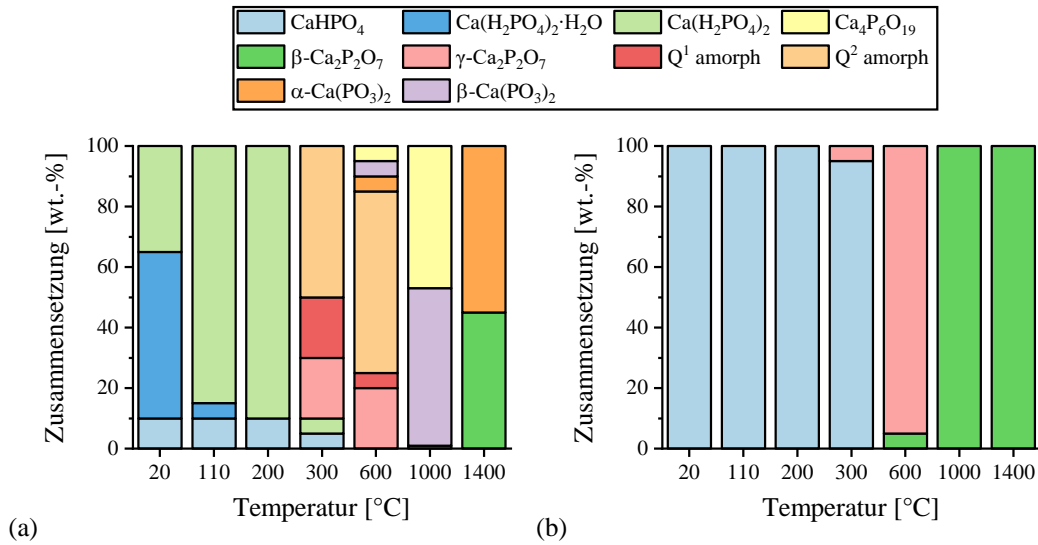 CaHPO₄ Ca(H₂PO₄)₂·H₂O Ca(H₂PO₄)₂ Ca₄P₆O₁₉
β-Ca₂P₂O₇ γ-Ca₂P₂O₇ Q¹ amorph Q² amorph
α-Ca(PO₃)₂ β-Ca(PO₃)₂
Zusammensetzung [wt.-%]
100
80
60
40
20
0
20 110 200 300 600 1000 1400
Temperatur [°C]
(a)
Zusammensetzung [wt.-%]
100
80
60
40
20
0
20 110 200 300 600 1000 1400
Temperatur [°C]
(b)